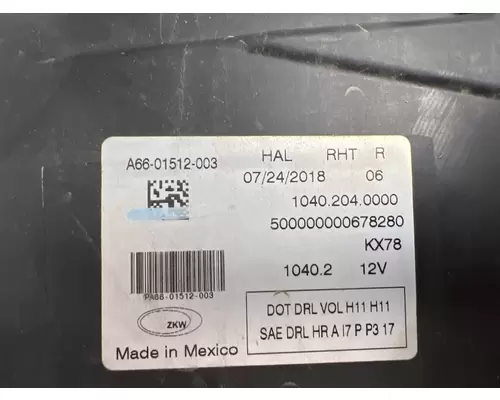 A66-01512-003
HAL RHT R
07/24/2018 06
1040.204.0000
500000000678280
KX78
1040.2 12V
PA66-01512-003
ZKW
Made in Mexico
DOT DRL VOL H11 H11
SAE DRL HR A I7 P P3 17